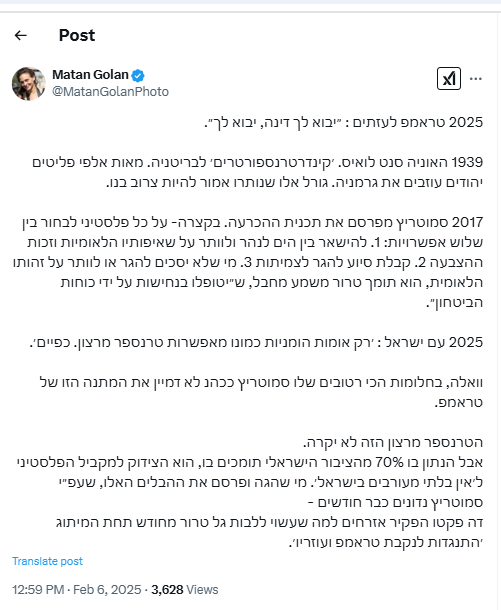 Post
Matan Golan
@MatanGolanPhoto
2025 טראמפ לעזתים : ״יבוא לך דינה, יבוא לך״.
1939 האוניה סנט לואיס. ׳קינדרטרנספורטרים׳ לבריטניה. מאות אלפי פליטים
יהודים עוזבים את גרמניה. גורל אלו שנותרו אמור להיות צרוב בנו.
2017 סמוטריץ מפרסם את תכנית ההכרעה. בקצרה- על כל פלסטיני לבחור בין
שלוש אפשרויות: 1. להישאר בין הים לנהר ולוותר על שאיפותיו הלאומיות וזכות
ההצבעה 2. קבלת סיוע להגר לצמיתות 3. מי שלא יסכים להגר או לוותר על זהותו
הלאומית, הוא תומך טרור משמע מחבל, ש״יטופלו בנחישות על ידי כוחות
הביטחון״.
2025 עם ישראל : ׳רק אומות הומניות כמונו מאפשרות טרנספר מרצון. כפיים׳.
וואלה, בחלומות הכי רטובים שלו סמוטריץ ככהנ לא דמיין את המתנה הזו של
טראמפ.
הטרנספר מרצון הזה לא יקרה.
אבל הנתון בו 70% מהציבור הישראלי תומכים בו, הוא הצידוק למקביל הפלסטיני
ל׳אין בלתי מעורבים בישראל׳. מי שהגה ופרסם את ההבלים האלו, שעפ״י
סמוטריץ נדונים כבר חודשים -
דה פקטו הפקיר אזרחים למה שעשוי ללבות גל טרור מחודש תחת המיתוג
׳התנגדות לנקבת טראמפ ועוזריו׳.
Translate post
12:59 PM · Feb 6, 2025 · 3,628 Views